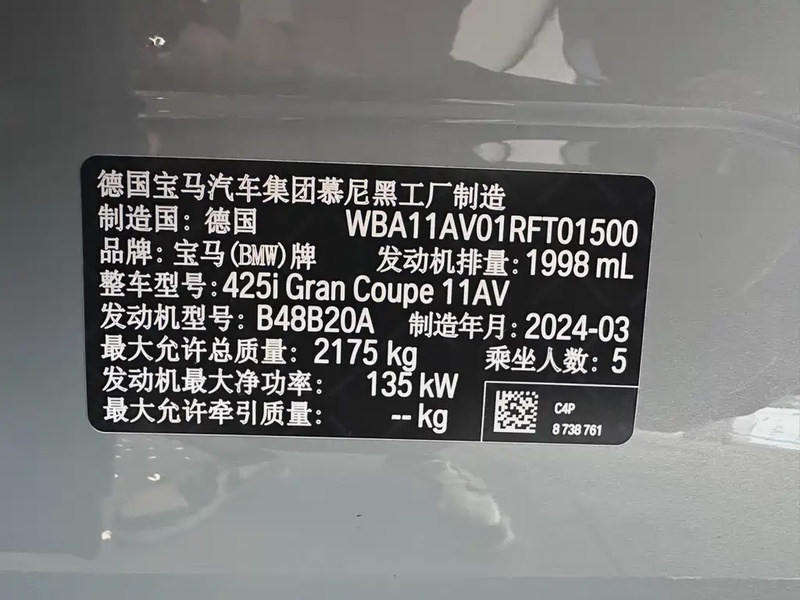 德国宝马汽车集团慕尼黑工厂制造
制造国：德国 WBA11AV01RFT01500
品牌：宝马(BMW)牌 发动机排量：1998 mL
整车型号：425i Gran Coupe 11AV
发动机型号：B48B20A 制造年月：2024-03
最大允许总质量：2175 kg 乘坐人数：5
发动机最大净功率：135 kW
最大允许牵引质量：-- kg
C4P
8 738 761